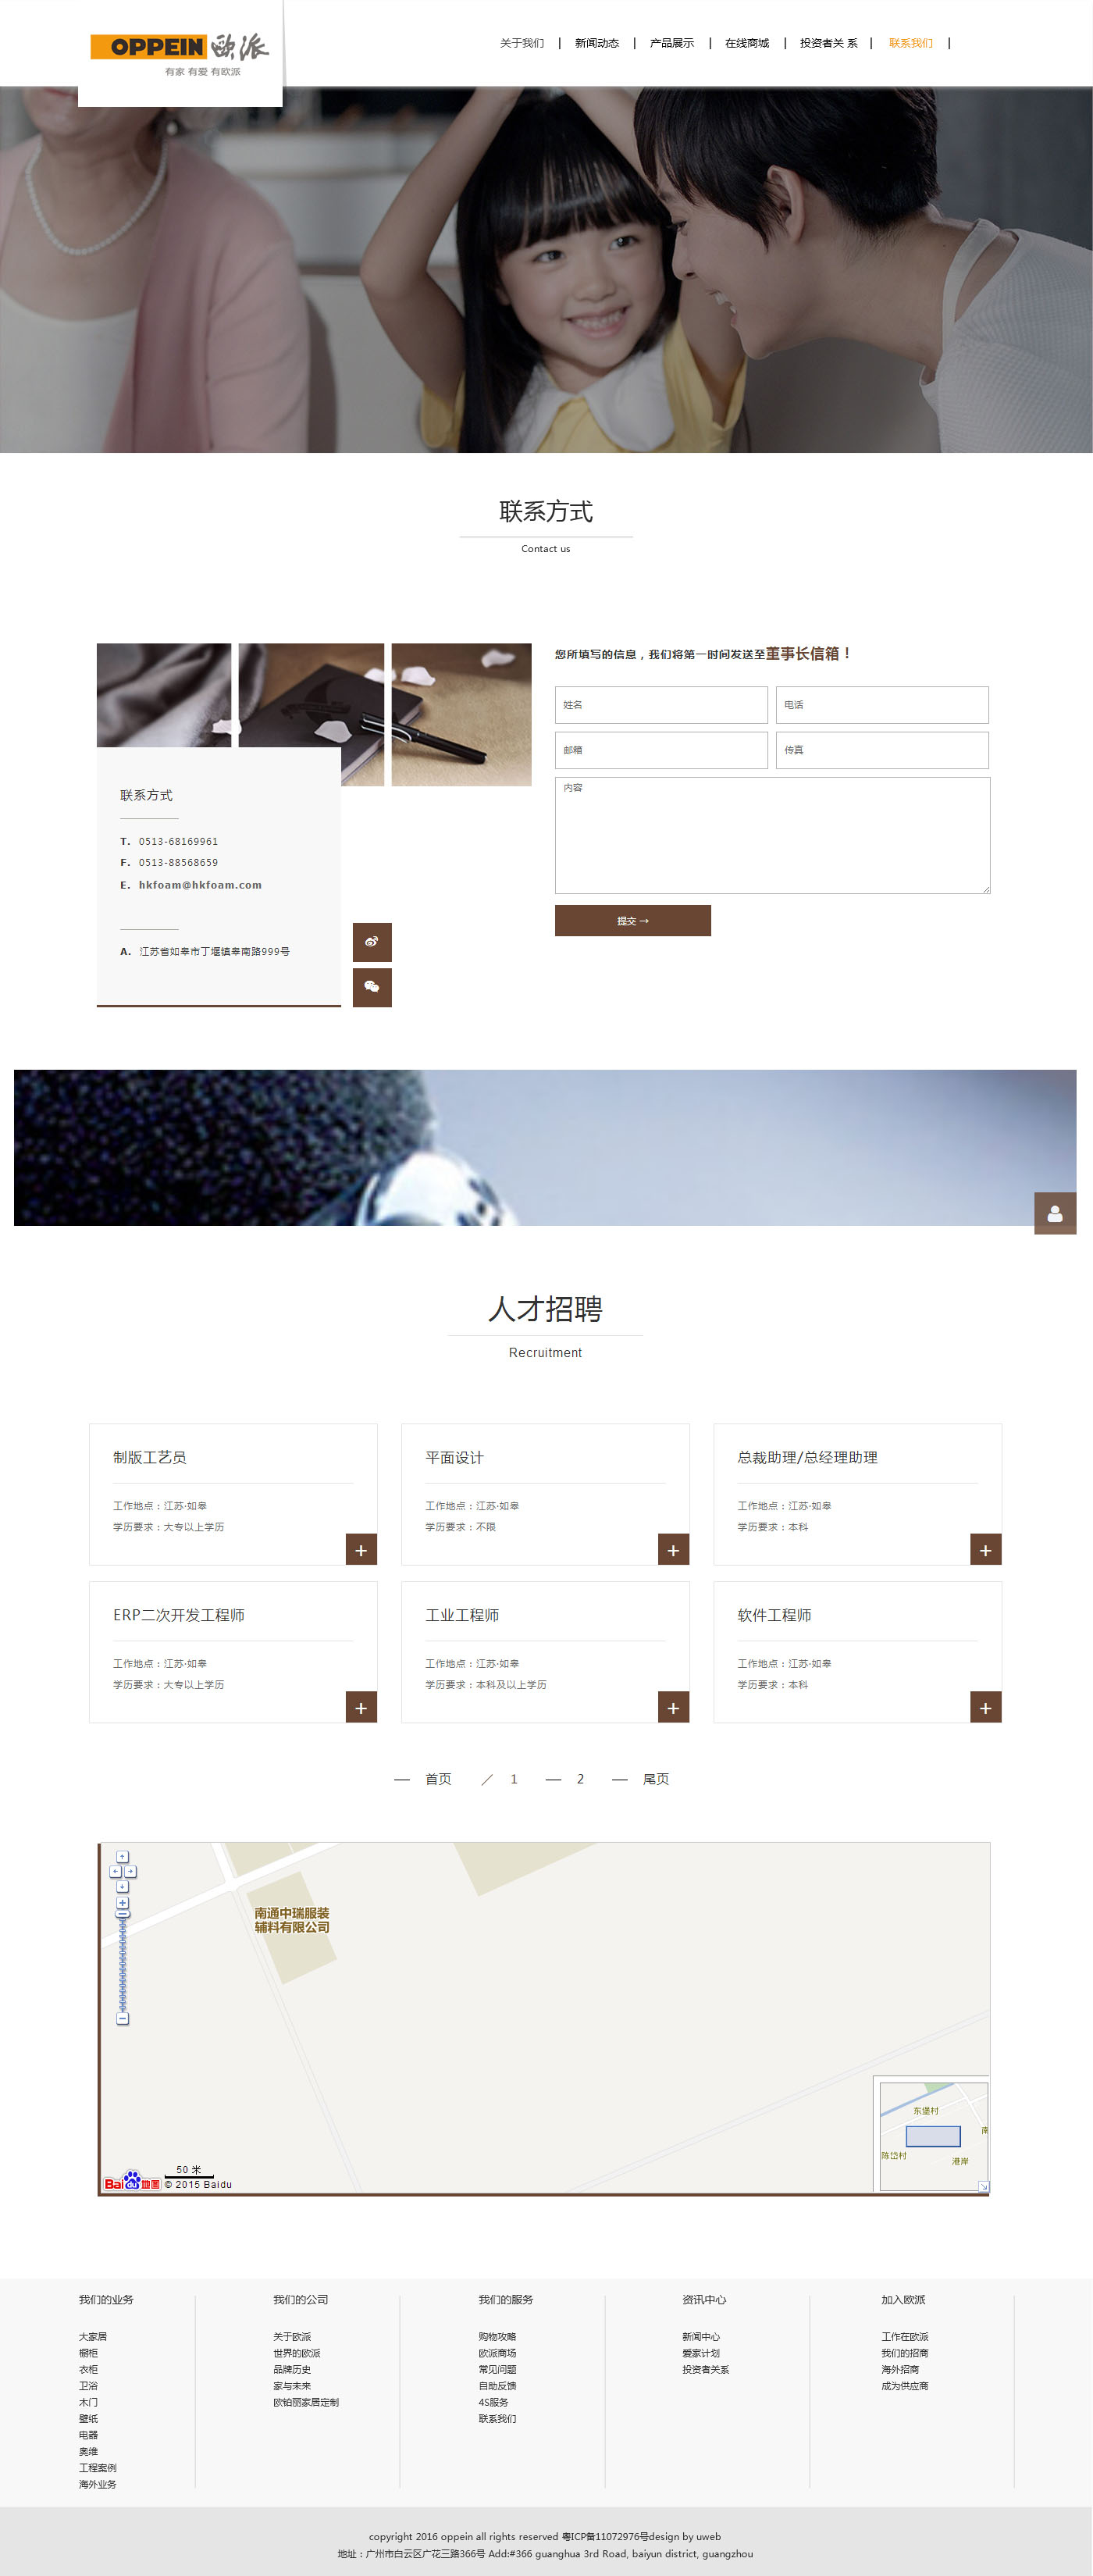 OPPEIN 欧派
有家 有爱 有欧派
关于我们 | 新闻动态 | 产品展示 | 在线商城 | 投资者关 系 | 联系我们 |
联系方式
Contact us
您所填写的信息，我们将第一时间发送至董事长信箱！
姓名
电话
邮箱
传真
内容
提交 →
联系方式
T. 0513-68169961
F. 0513-88568659
E. hkfoam@hkfoam.com
A. 江苏省如皋市丁堰镇皋南路999号
人才招聘
Recruitment
制版工艺员
工作地点：江苏·如皋
学历要求：大专以上学历
+
平面设计
工作地点：江苏·如皋
学历要求：不限
+
总裁助理/总经理助理
工作地点：江苏·如皋
学历要求：本科
+
ERP二次开发工程师
工作地点：江苏·如皋
学历要求：大专以上学历
+
工业工程师
工作地点：江苏·如皋
学历要求：本科及以上学历
+
软件工程师
工作地点：江苏·如皋
学历要求：本科
+
— 首页 ／ 1 — 2 — 尾页
南通中瑞服装
辅料有限公司
东堡村
南
陈岱村
港岸
50 米
Bai du 地图 © 2015 Baidu
我们的业务
大家居
橱柜
衣柜
卫浴
木门
壁纸
电器
奥维
工程案例
海外业务
我们的公司
关于欧派
世界的欧派
品牌历史
家与未来
欧铂丽家居定制
我们的服务
购物攻略
欧派商场
常见问题
自助反馈
4S服务
联系我们
资讯中心
新闻中心
爱家计划
投资者关系
加入欧派
工作在欧派
我们的招商
海外招商
成为供应商
copyright 2016 oppein all rights reserved 粤ICP备11072976号design by uweb
地址：广州市白云区广花三路366号 Add:#366 guanghua 3rd Road, baiyun district, guangzhou